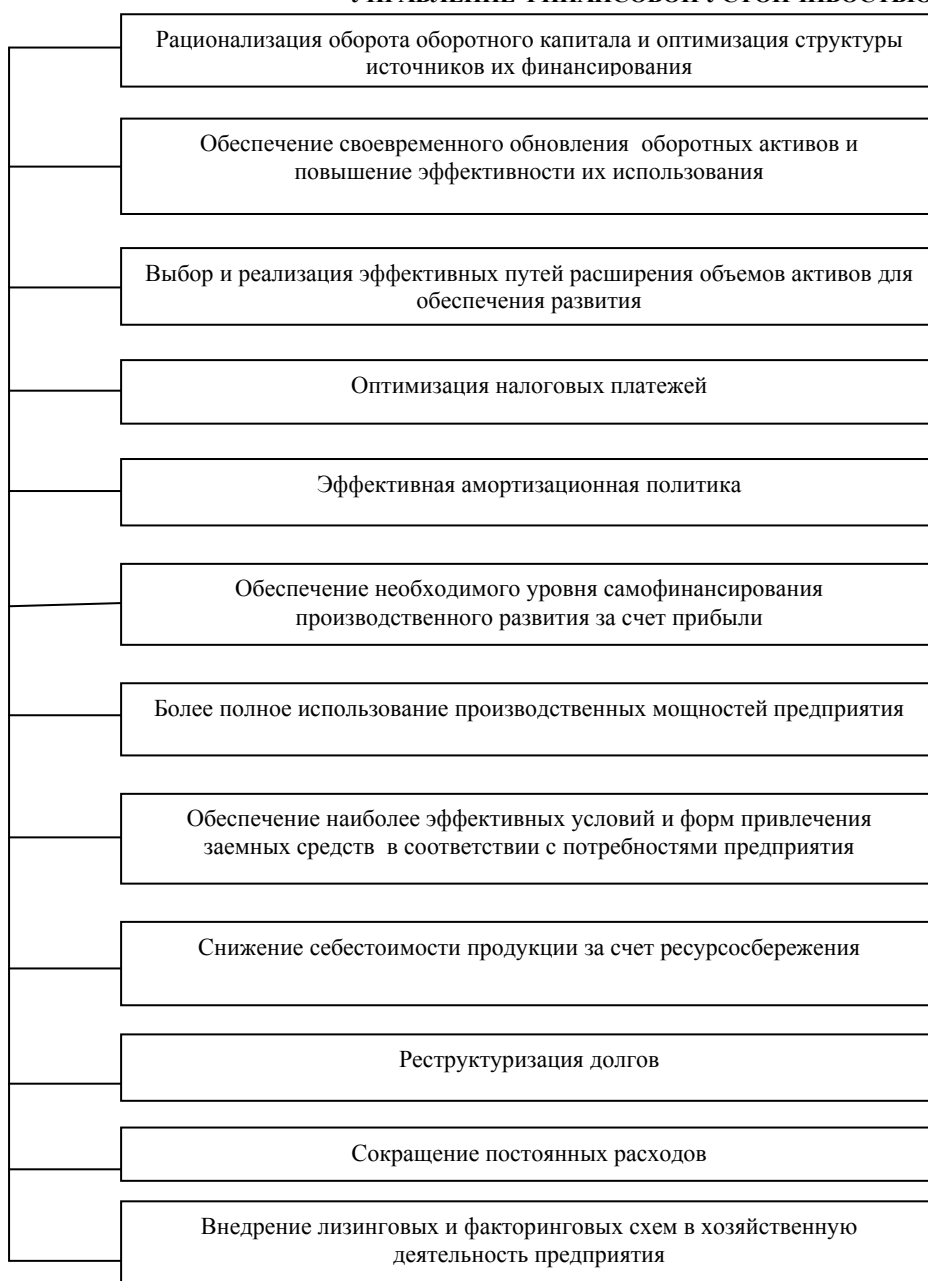 УПРАВЛЕНИЕ ФИНАНСОВОЙ УСТОЙЧИВОСТЬЮ
Рационализация оборота оборотного капитала и оптимизация структуры
источников их финансирования
Обеспечение своевременного обновления оборотных активов и
повышение эффективности их использования
Выбор и реализация эффективных путей расширения объемов активов для
обеспечения развития
Оптимизация налоговых платежей
Эффективная амортизационная политика
Обеспечение необходимого уровня самофинансирования
производственного развития за счет прибыли
Более полное использование производственных мощностей предприятия
Обеспечение наиболее эффективных условий и форм привлечения
заемных средств в соответствии с потребностями предприятия
Снижение себестоимости продукции за счет ресурсосбережения
Реструктуризация долгов
Сокращение постоянных расходов
Внедрение лизинговых и факторинговых схем в хозяйственную
деятельность предприятия